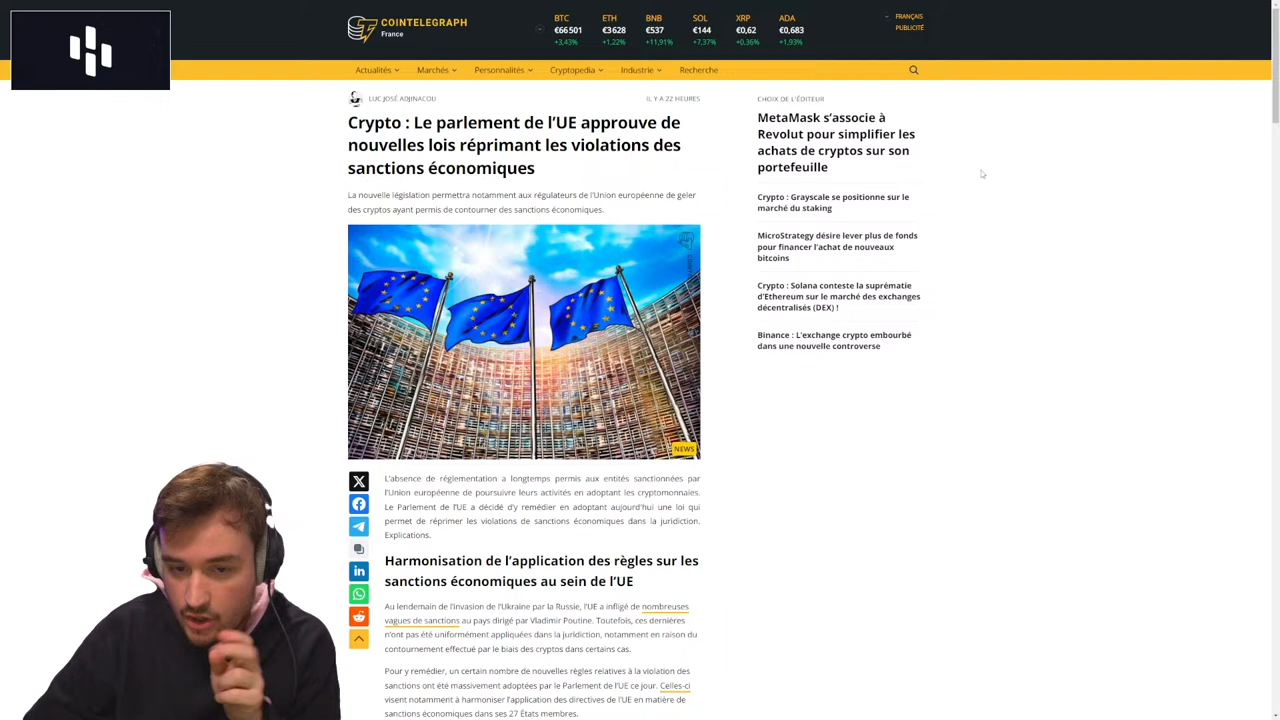 COINTELEGRAPH
France
BTC
€66 501
+3,43%
ETH
€3 628
+1,22%
BNB
€537
+11,91%
SOL
€144
+7,37%
XRP
€0,62
+0,36%
ADA
€0,683
+1,93%
FRANÇAIS
PUBLICITÉ
Actualités
Marchés
Personnalités
Cryptopedia
Industrie
Recherche
LUC JOSÉ ADJINACOU
IL Y A 22 HEURES
Crypto : Le parlement de l’UE approuve de
nouvelles lois réprimant les violations des
sanctions économiques
La nouvelle législation permettra notamment aux régulateurs de l'Union européenne de geler
des cryptos ayant permis de contourner des sanctions économiques.
NEWS
L'absence de réglementation a longtemps permis aux entités sanctionnées par
l'Union européenne de poursuivre leurs activités en adoptant les cryptomonnaies.
Le Parlement de l'UE a décidé d'y remédier en adoptant aujourd'hui une loi qui
permet de réprimer les violations de sanctions économiques dans la juridiction.
Explications.
Harmonisation de l’application des règles sur les
sanctions économiques au sein de l’UE
Au lendemain de l'invasion de l'Ukraine par la Russie, l'UE a infligé de nombreuses
vagues de sanctions au pays dirigé par Vladimir Poutine. Toutefois, ces dernières
n'ont pas été uniformément appliquées dans la juridiction, notamment en raison du
contournement effectué par le biais des cryptos dans certains cas.
Pour y remédier, un certain nombre de nouvelles règles relatives à la violation des
sanctions ont été massivement adoptées par le Parlement de l'UE ce jour. Celles-ci
visent notamment à harmoniser l'application des directives de l'UE en matière de
sanctions économiques dans ses 27 États membres.
CHOIX DE L'ÉDITEUR
MetaMask s’associe à
Revolut pour simplifier les
achats de cryptos sur son
portefeuille
Crypto : Grayscale se positionne sur le
marché du staking
MicroStrategy désire lever plus de fonds
pour financer l’achat de nouveaux
bitcoins
Crypto : Solana conteste la suprématie
d’Ethereum sur le marché des exchanges
décentralisés (DEX) !
Binance : L’exchange crypto embourbé
dans une nouvelle controverse